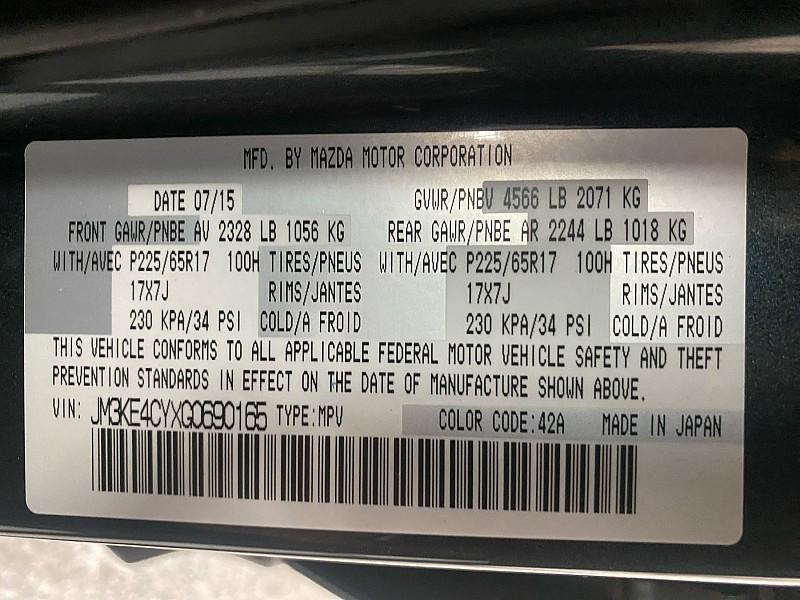 MFD. BY MAZDA MOTOR CORPORATION
DATE 07/15 GVWR/PNBV 4566 LB 2071 KG
FRONT GAWR/PNBE AV 2328 LB 1056 KG REAR GAWR/PNBE AR 2244 LB 1018 KG
WITH/AVEC P225/65R17 100H TIRES/PNEUS WITH/AVEC P225/65R17 100H TIRES/PNEUS
17X7J RIMS/JANTES 17X7J RIMS/JANTES
230 KPA/34 PSI COLD/A FROID 230 KPA/34 PSI COLD/A FROID
THIS VEHICLE CONFORMS TO ALL APPLICABLE FEDERAL MOTOR VEHICLE SAFETY AND THEFT
PREVENTION STANDARDS IN EFFECT ON THE DATE OF MANUFACTURE SHOWN ABOVE.
VIN: JM3KE4CYXG0690165 TYPE:MPV COLOR CODE:42A MADE IN JAPAN